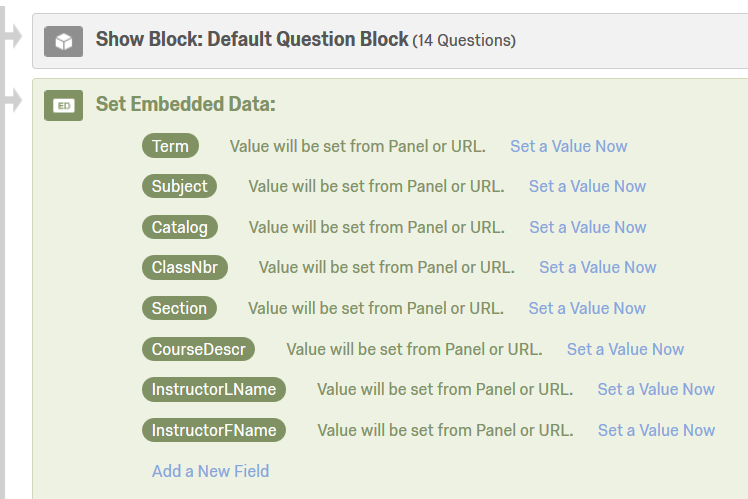 Show Block: Default Question Block (14 Questions)
ED Set Embedded Data:
Term Value will be set from Panel or URL. Set a Value Now
Subject Value will be set from Panel or URL. Set a Value Now
Catalog Value will be set from Panel or URL. Set a Value Now
ClassNbr Value will be set from Panel or URL. Set a Value Now
Section Value will be set from Panel or URL. Set a Value Now
CourseDescr Value will be set from Panel or URL. Set a Value Now
InstructorLName Value will be set from Panel or URL. Set a Value Now
InstructorFName Value will be set from Panel or URL. Set a Value Now
Add a New Field